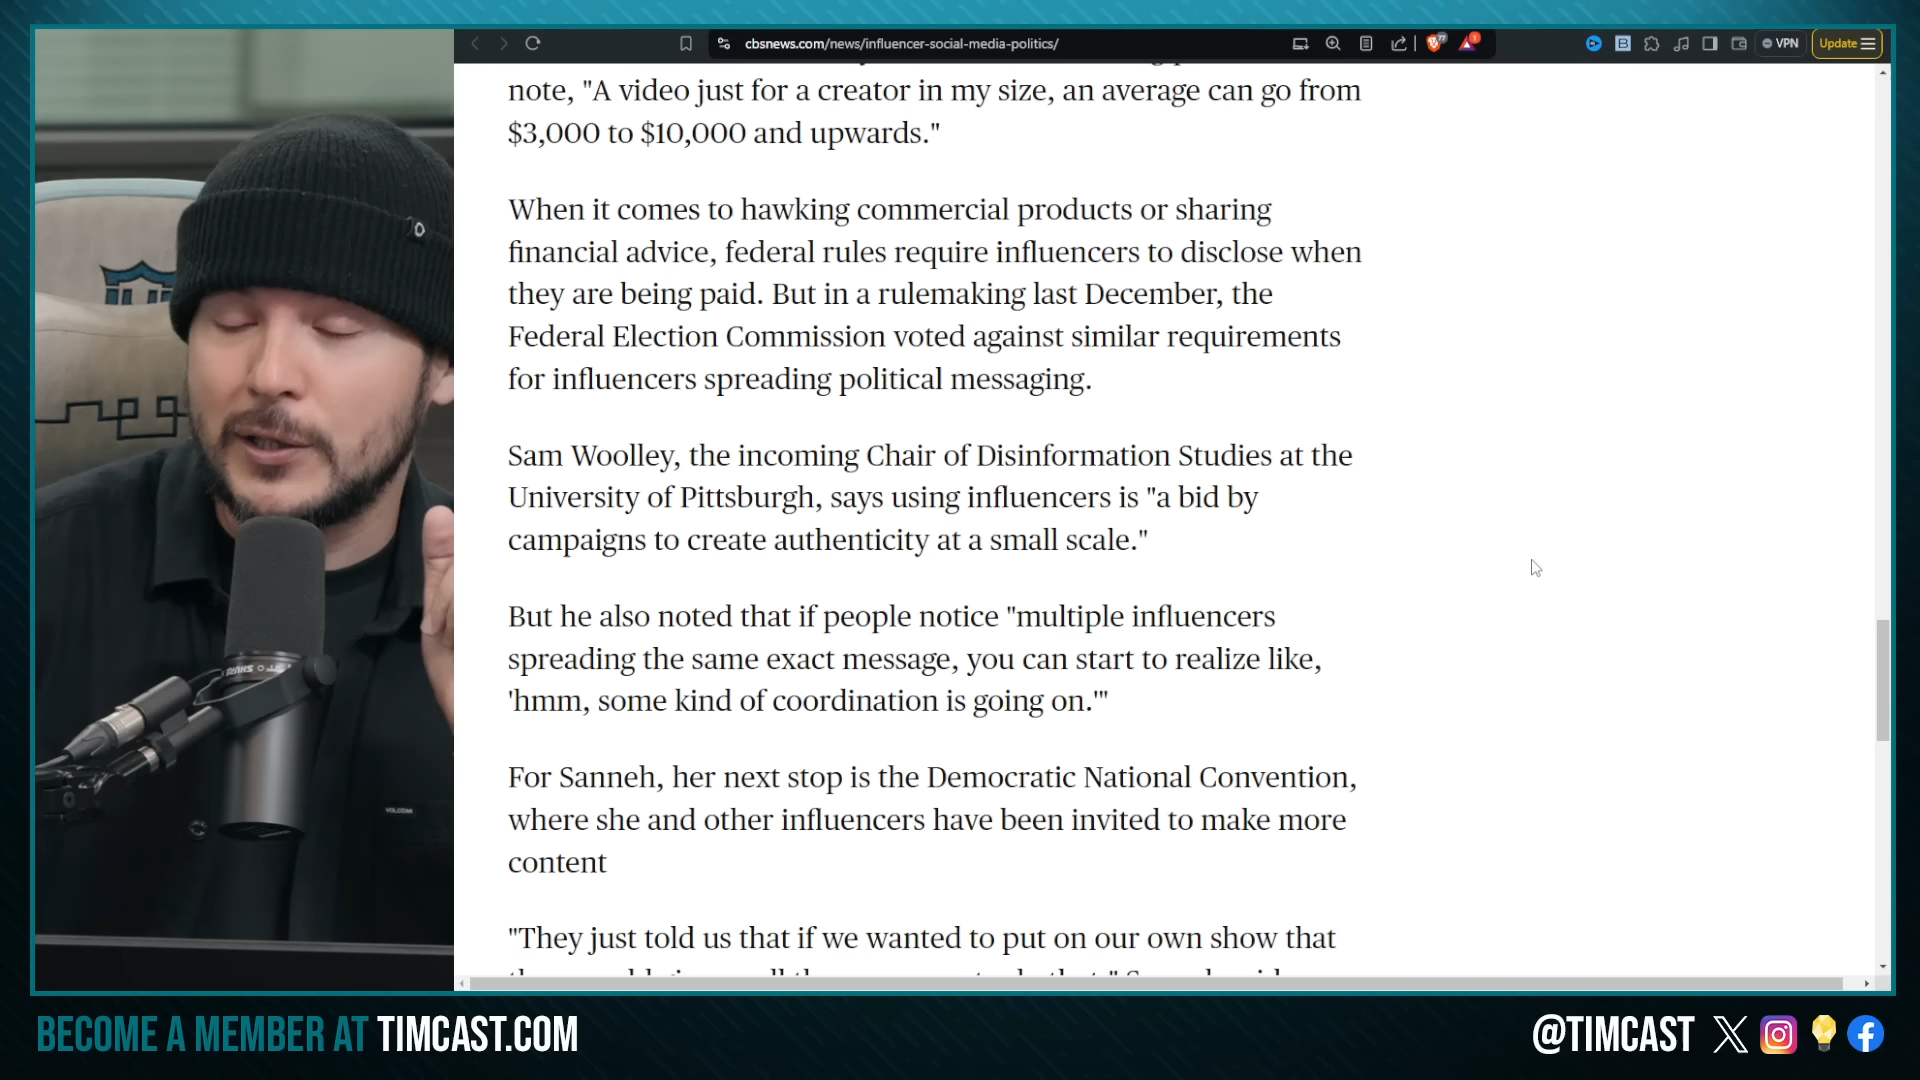 cbsnews.com/news/influencer-social-media-politics/
VPN
Update
note, "A video just for a creator in my size, an average can go from
$3,000 to $10,000 and upwards."
When it comes to hawking commercial products or sharing
financial advice, federal rules require influencers to disclose when
they are being paid. But in a rulemaking last December, the
Federal Election Commission voted against similar requirements
for influencers spreading political messaging.
Sam Woolley, the incoming Chair of Disinformation Studies at the
University of Pittsburgh, says using influencers is "a bid by
campaigns to create authenticity at a small scale."
But he also noted that if people notice "multiple influencers
spreading the same exact message, you can start to realize like,
'hmm, some kind of coordination is going on.'"
For Sanneh, her next stop is the Democratic National Convention,
where she and other influencers have been invited to make more
content
"They just told us that if we wanted to put on our own show that
SHURE
VOLCOM
BECOME A MEMBER AT TIMCAST.COM
@TIMCAST